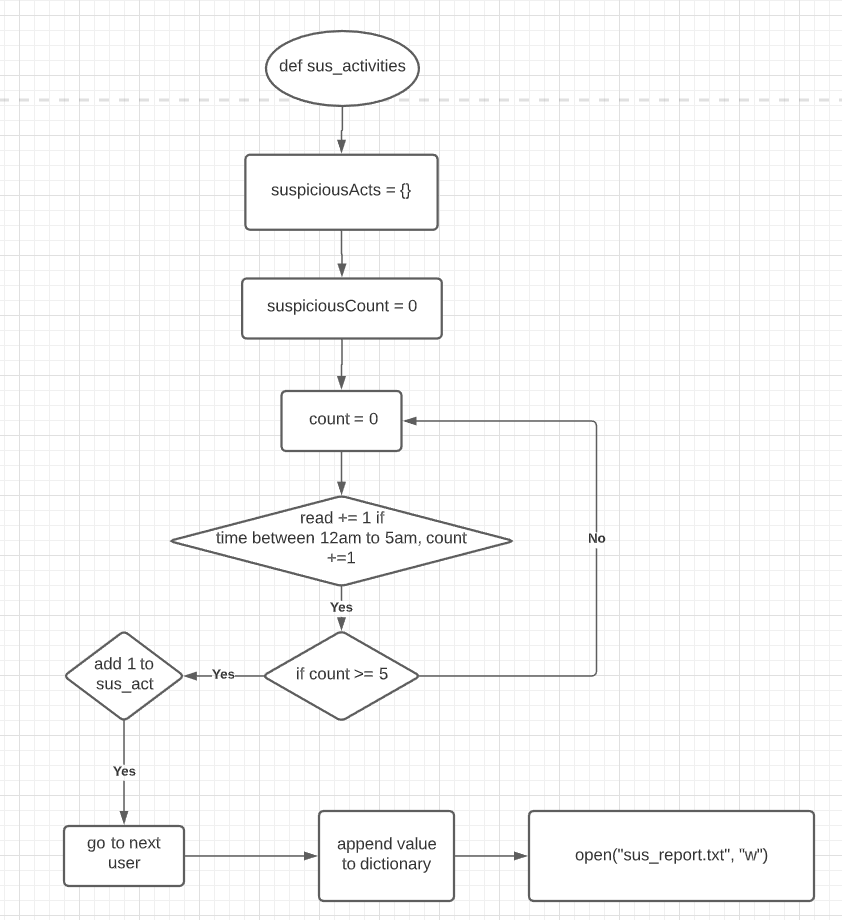 def sus_activities
suspiciousActs = {}
suspiciousCount = 0
count = 0
read += 1 if
time between 12am to 5am, count
+=1
No
Yes
add 1 to
sus_act
Yes
if count >= 5
Yes
go to next
user
append value
to dictionary
open("sus_report.txt", "w")